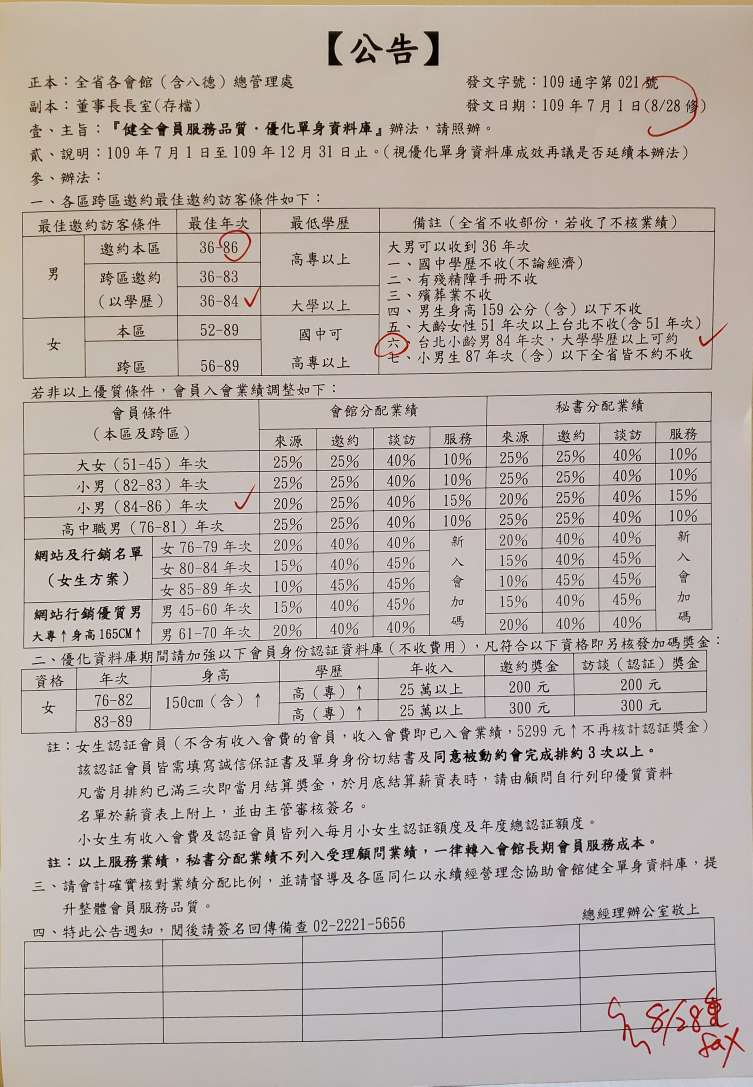 【公告】
正本：全省各會館（含八德）總管理處 發文字號：109 通字第 021 號
副本：董事長長室(存檔) 發文日期：109 年 7 月 1 日(8/28 修)
壹、主旨：『健全會員服務品質．優化單身資料庫』辦法，請照辦。
貳、說明：109 年 7 月 1 日至 109 年 12 月 31 日止。（視優化單身資料庫成效再議是否延續本辦法）
參、辦法：
一、各區跨區邀約最佳邀約訪客條件如下：
最佳邀約訪客條件 最佳年次 最低學歷 備註（全省不收部份，若收了不核業績）
男 邀約本區 36-86 高專以上
跨區邀約 36-83
（以學歷） 36-84 大學以上
女 本區 52-89 國中可
跨區 56-89 高專以上
大男可以收到 36 年次
一、國中學歷不收(不論經濟)
二、有殘精障手冊不收
三、殯葬業不收
四、男生身高 159 公分（含）以下不收
五、大齡女性 51 年次以上台北不收(含 51 年次)
六、台北小齡男 84 年次，大學學歷以上可約
七、小男生 87 年次（含）以下全省皆不約不收
若非以上優質條件，會員入會業績調整如下：
會員條件 會館分配業績 秘書分配業績
（本區及跨區） 來源 邀約 談訪 服務 來源 邀約 談訪 服務
大女（51-45）年次 25% 25% 40% 10% 25% 25% 40% 10%
小男（82-83）年次 25% 25% 40% 10% 25% 25% 40% 10%
小男（84-86）年次 20% 25% 40% 15% 20% 25% 40% 15%
高中職男（76-81）年次 25% 25% 40% 10% 25% 25% 40% 10%
網站及行銷名單 女 76-79 年次 20% 40% 40% 新 20% 40% 40% 新
（女生方案） 女 80-84 年次 15% 40% 45% 入 15% 40% 45% 入
女 85-89 年次 10% 45% 45% 會 10% 45% 45% 會
網站行銷優質男 男 45-60 年次 15% 40% 45% 加 15% 40% 45% 加
大專↑身高 165CM↑ 男 61-70 年次 20% 40% 40% 碼 20% 40% 40% 碼
二、優化資料庫期間請加強以下會員身份認証資料庫（不收費用），凡符合以下資格即另核發加碼獎金：
資格 年次 身高 學歷 年收入 邀約獎金 訪談（認証）獎金
女 76-82 150cm（含）↑ 高（專）↑ 25 萬以上 200 元 200 元
83-89 高（專）↑ 25 萬以上 300 元 300 元
註：女生認証會員（不含有收入會費的會員，收入會費即已入會業績，5299 元↑不再核計認証獎金）
該認証會員皆需填寫誠信保証書及單身身份切結書及同意被動約會完成排約 3 次以上。
凡當月排約已滿三次即當月結算獎金，於月底結算薪資表時，請由顧問自行列印優質資料
名單於薪資表上附上，並由主管審核簽名。
小女生有收入會費及認証會員皆列入每月小女生認証額度及年度總認証額度。
註：以上服務業績，秘書分配業績不列入受理顧問業績，一律轉入會館長期會員服務成本。
三、請會計確實核對業績分配比例，並請督導及各區同仁以永續經營理念協助會館健全單身資料庫，提
升整體會員服務品質。
總經理辦公室敬上
四、特此公告週知，閱後請簽名回傳備查 02-2221-5656
8/28重
fax